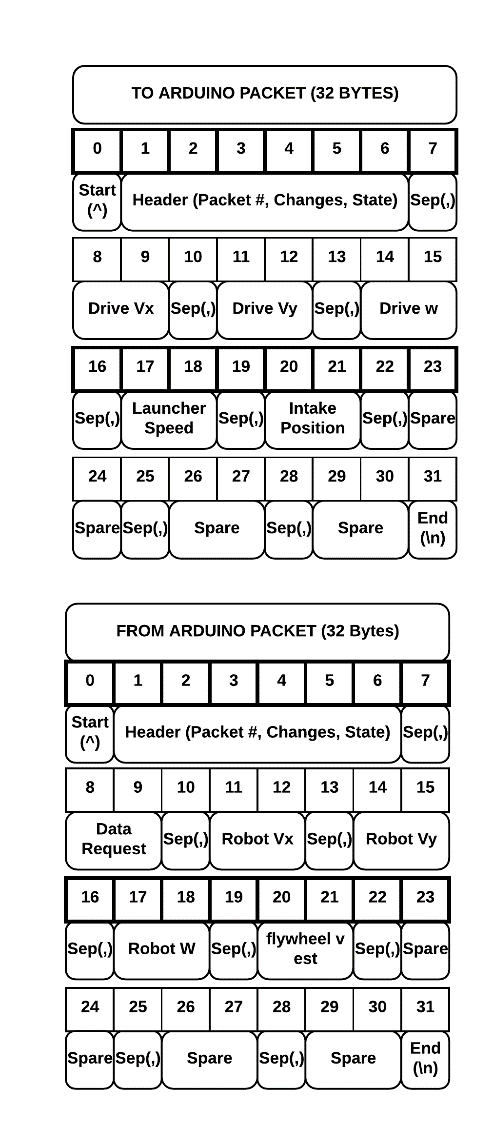 TO ARDUINO PACKET (32 BYTES)
0 1 2 3 4 5 6 7
Start (^) Header (Packet #, Changes, State) Sep(,)
8 9 10 11 12 13 14 15
Drive Vx Sep(,) Drive Vy Sep(,) Drive w
16 17 18 19 20 21 22 23
Sep(,) Launcher Speed Sep(,) Intake Position Sep(,) Spare
24 25 26 27 28 29 30 31
Spare Sep(,) Spare Sep(,) Spare End (\n)
FROM ARDUINO PACKET (32 Bytes)
0 1 2 3 4 5 6 7
Start (^) Header (Packet #, Changes, State) Sep(,)
8 9 10 11 12 13 14 15
Data Request Sep(,) Robot Vx Sep(,) Robot Vy
16 17 18 19 20 21 22 23
Sep(,) Robot W Sep(,) flywheel v est Sep(,) Spare
24 25 26 27 28 29 30 31
Spare Sep(,) Spare Sep(,) Spare End (\n)